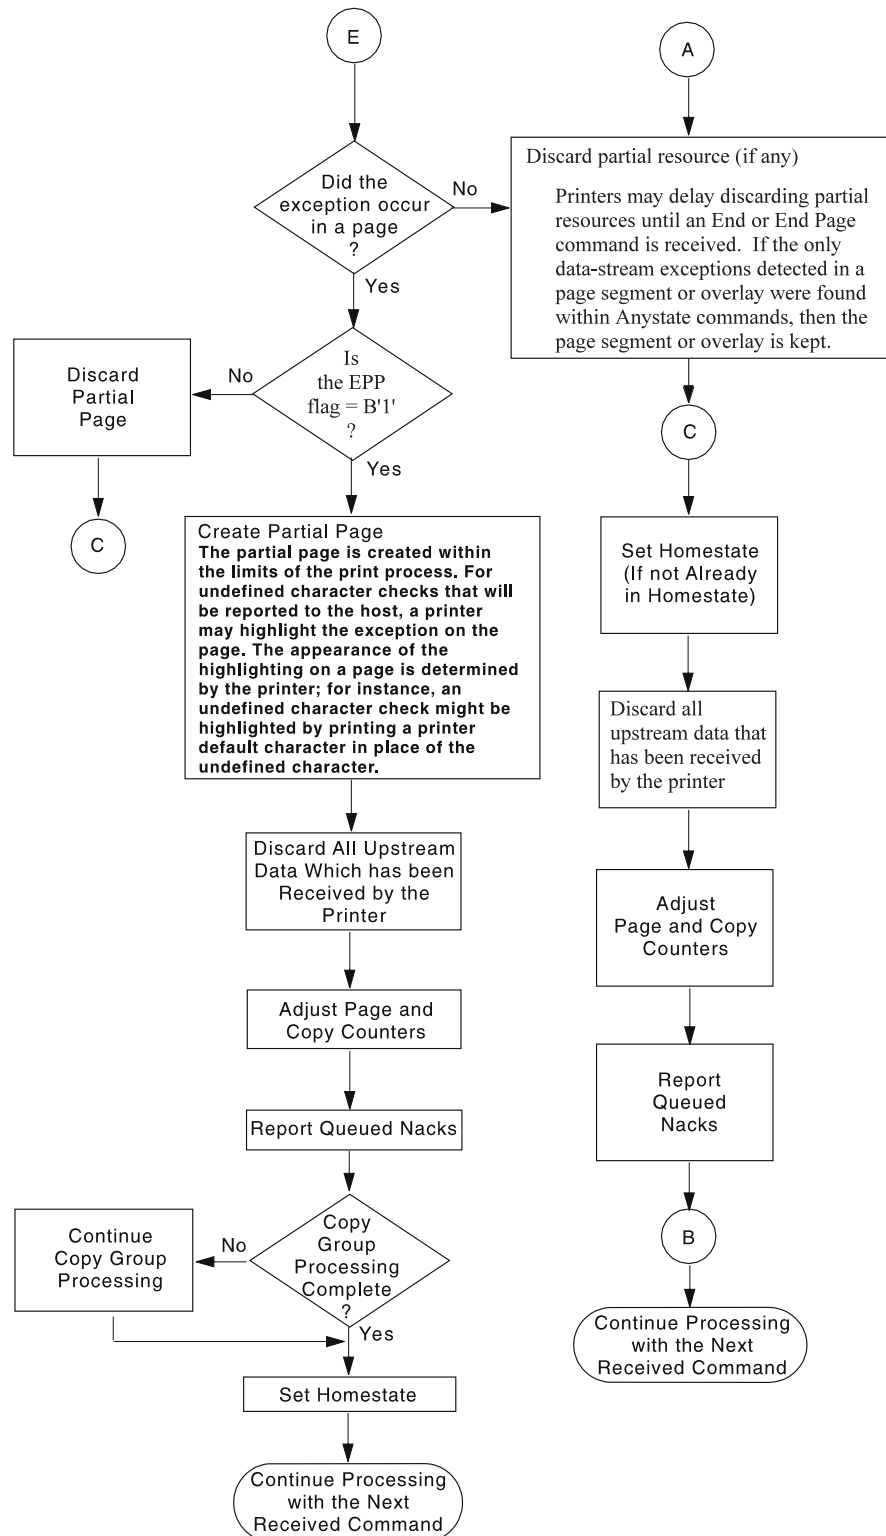 E
Did the
exception occur
in a page
?
No
Yes
Is
the EPP
flag = B'1'
?
No
Yes
Discard
Partial
Page
C
Create Partial Page
The partial page is created within
the limits of the print process. For
undefined character checks that will
be reported to the host, a printer
may highlight the exception on the
page. The appearance of the
highlighting on a page is determined
by the printer; for instance, an
undefined character check might be
highlighted by printing a printer
default character in place of the
undefined character.
Discard All Upstream
Data Which has been
Received by the
Printer
Adjust Page and
Copy Counters
Report Queued Nacks
Copy
Group
Processing
Complete
?
No
Yes
Continue
Copy Group
Processing
Set Homestate
Continue Processing
with the Next
Received Command
A
Discard partial resource (if any)
Printers may delay discarding partial
resources until an End or End Page
command is received. If the only
data-stream exceptions detected in a
page segment or overlay were found
within Anystate commands, then the
page segment or overlay is kept.
C
Set Homestate
(If not Already
in Homestate)
Discard all
upstream data that
has been received
by the printer
Adjust
Page and Copy
Counters
Report
Queued
Nacks
B
Continue Processing
with the Next
Received Command